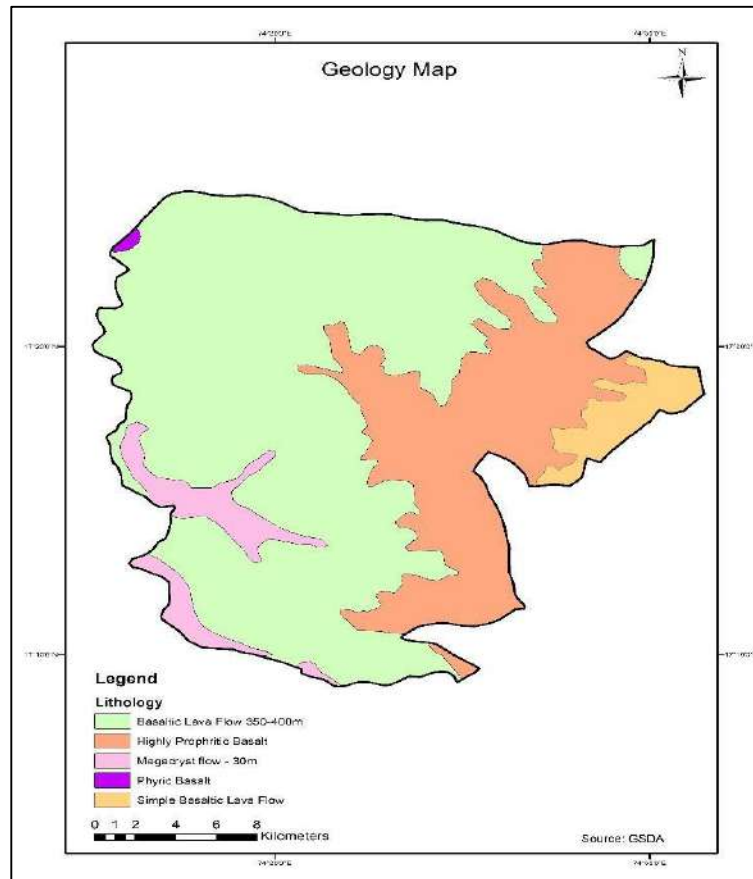 Geology Map
N
Legend
Lithology
Basaltic Lava Flow 350-400m
Highly Prophritic Basalt
Megacryst flow - 30m
Phyric Basalt
Simple Basaltic Lava Flow
0 1 2 4 6 8
Kilometers
Source: GSDA